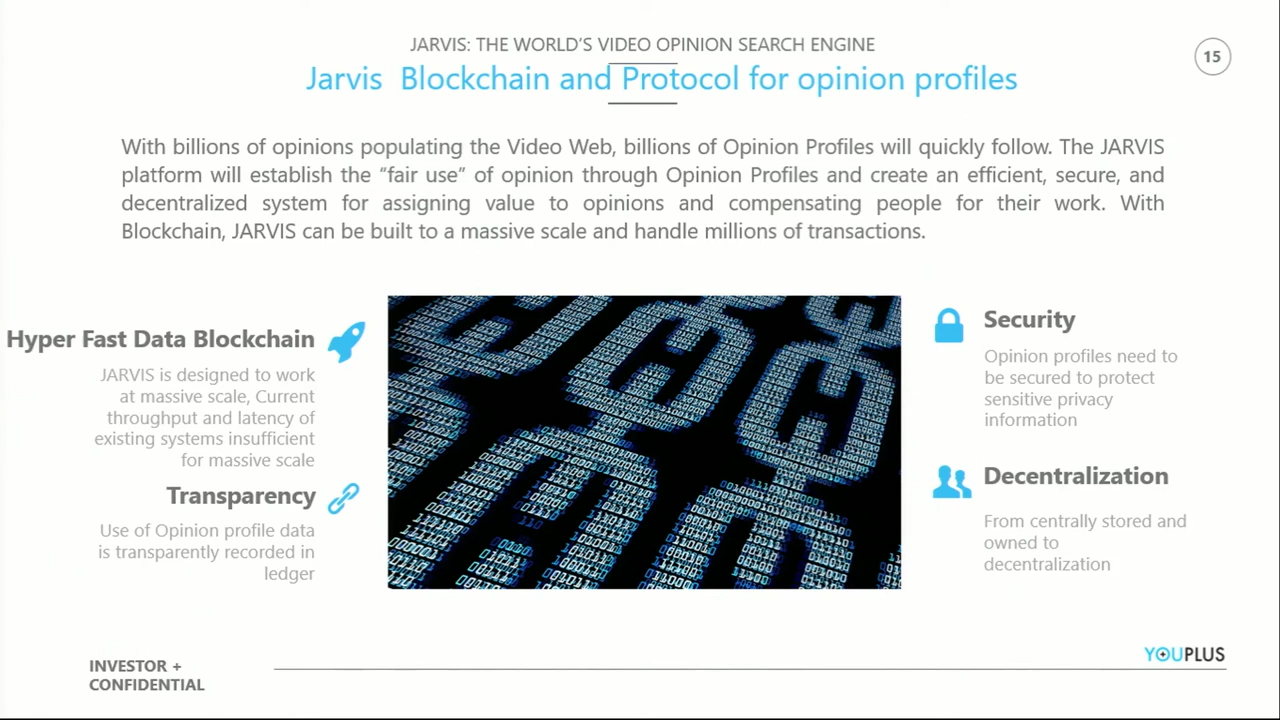 JARVIS: THE WORLD'S VIDEO OPINION SEARCH ENGINE
15
Jarvis  Blockchain and Protocol for opinion profiles
With billions of opinions populating the Video Web, billions of Opinion Profiles will quickly follow. The JARVIS
platform will establish the “fair use” of opinion through Opinion Profiles and create an efficient, secure, and
decentralized system for assigning value to opinions and compensating people for their work. With
Blockchain, JARVIS can be built to a massive scale and handle millions of transactions.
Hyper Fast Data Blockchain
JARVIS is designed to work
at massive scale, Current
throughput and latency of
existing systems insufficient
for massive scale
Transparency
Use of Opinion profile data
is transparently recorded in
ledger
Security
Opinion profiles need to
be secured to protect
sensitive privacy
information
Decentralization
From centrally stored and
owned to
decentralization
INVESTOR +
CONFIDENTIAL
YOUPLUS